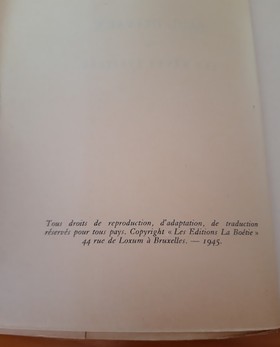 Tous droits de reproduction, d'adaptation, de traduction
réservés pour tous pays. Copyright « Les Editions La Boëtie »
44 rue de Loxum à Bruxelles. — 1945.